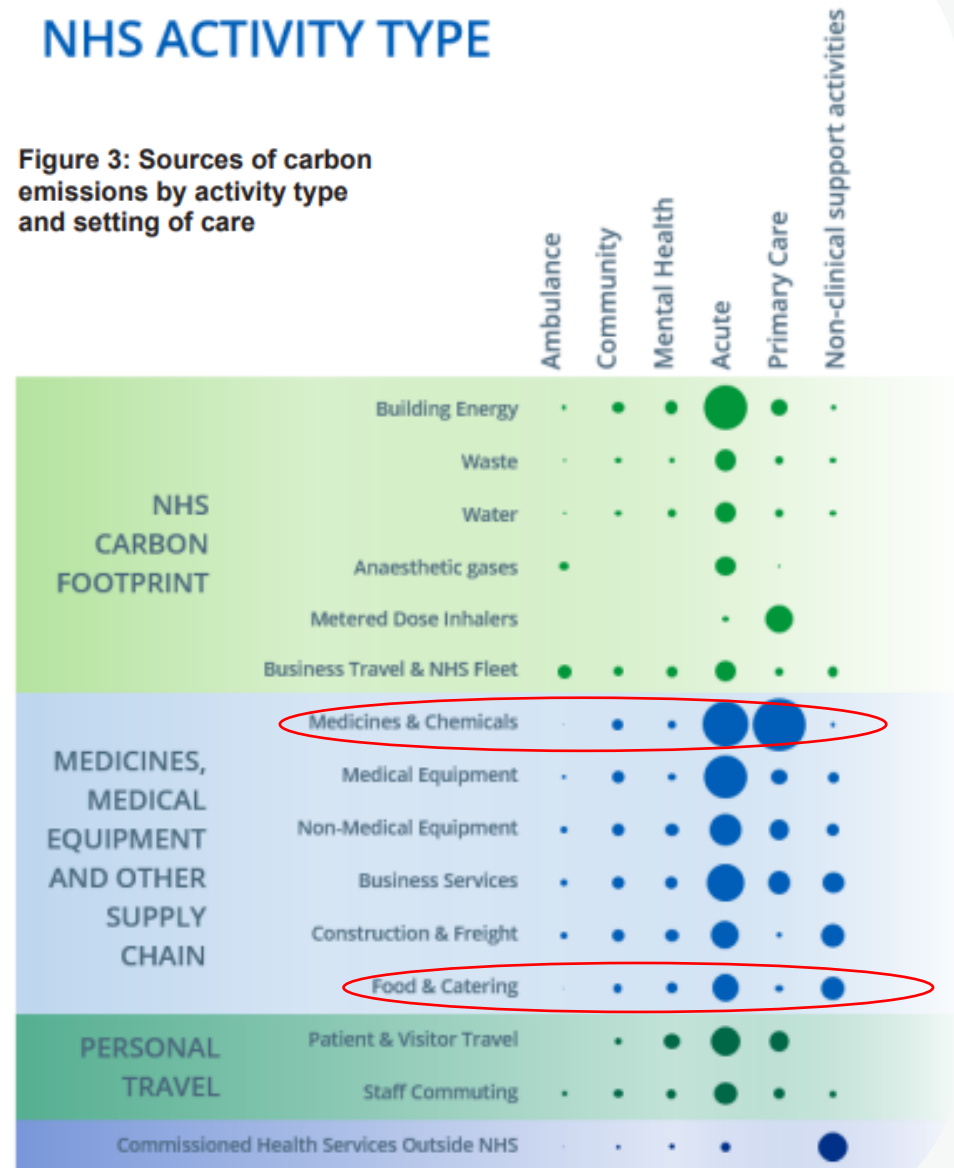 NHS ACTIVITY TYPE
Figure 3: Sources of carbon
emissions by activity type
and setting of care
Ambulance
Community
Mental Health
Acute
Primary Care
Non-clinical support activities
NHS
CARBON
FOOTPRINT
Building Energy
Waste
Water
Anaesthetic gases
Metered Dose Inhalers
Business Travel & NHS Fleet
MEDICINES,
MEDICAL
EQUIPMENT
AND OTHER
SUPPLY
CHAIN
Medicines & Chemicals
Medical Equipment
Non-Medical Equipment
Business Services
Construction & Freight
Food & Catering
PERSONAL
TRAVEL
Patient & Visitor Travel
Staff Commuting
Commissioned Health Services Outside NHS